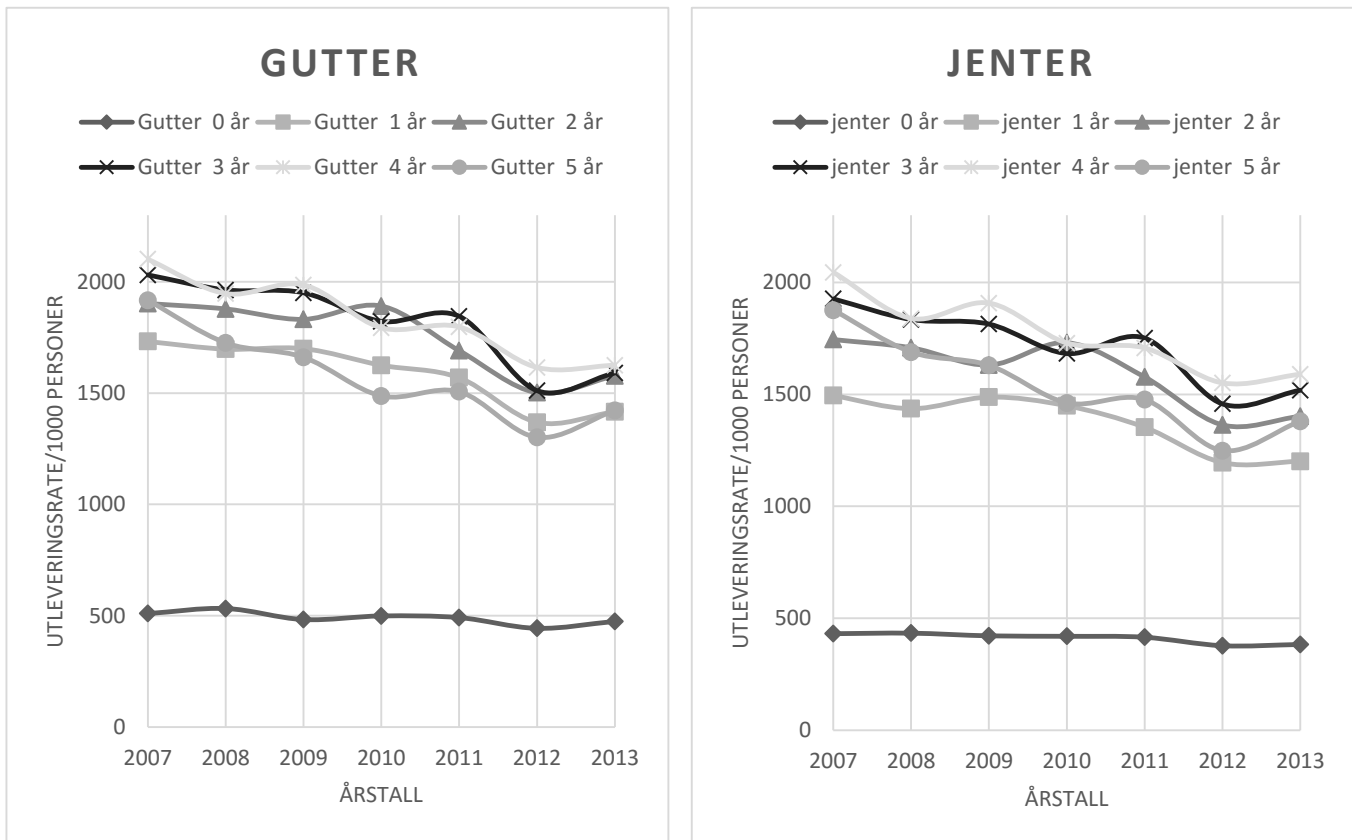 GUTTER
Gutter 0 år Gutter 1 år Gutter 2 år
Gutter 3 år Gutter 4 år Gutter 5 år
UTLEVERINGSRATE/1000 PERSONER
2000
1500
1000
500
0
2007 2008 2009 2010 2011 2012 2013
ÅRSTALL
JENTER
jenter 0 år jenter 1 år jenter 2 år
jenter 3 år jenter 4 år jenter 5 år
UTLEVERINGSRATE/1000 PERSONER
2000
1500
1000
500
0
2007 2008 2009 2010 2011 2012 2013
ÅRSTALL